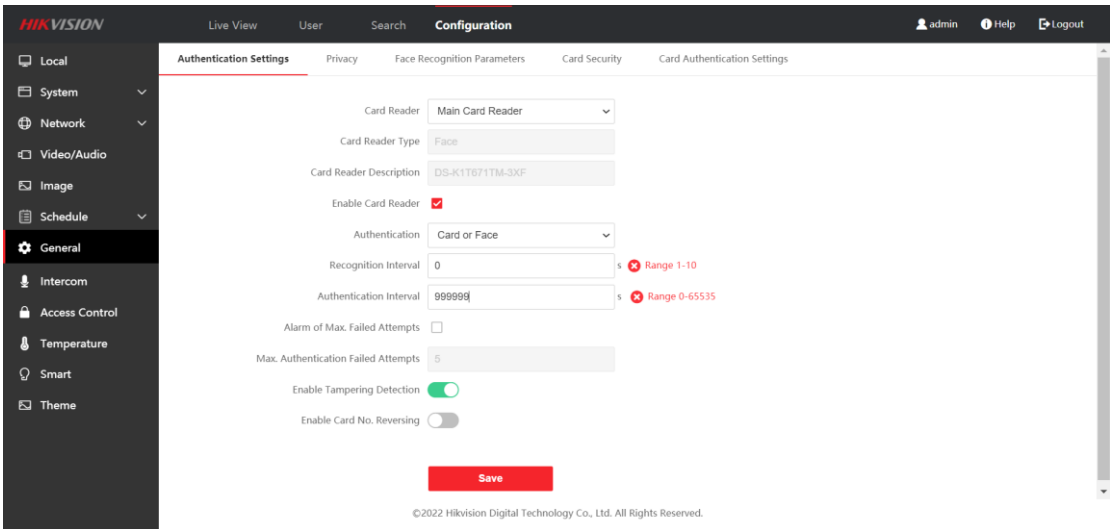 HIKVISION Live View User Search Configuration admin Help Logout
Local
System
Network
Video/Audio
Image
Schedule
General
Intercom
Access Control
Temperature
Smart
Theme
Authentication Settings Privacy Face Recognition Parameters Card Security Card Authentication Settings
Card Reader Main Card Reader
Card Reader Type Face
Card Reader Description DS-K1T671TM-3XF
Enable Card Reader
Authentication Card or Face
Recognition Interval 0 s Range 1-10
Authentication Interval 999999 s Range 0-65535
Alarm of Max. Failed Attempts
Max. Authentication Failed Attempts 5
Enable Tampering Detection
Enable Card No. Reversing
Save
©2022 Hikvision Digital Technology Co., Ltd. All Rights Reserved.